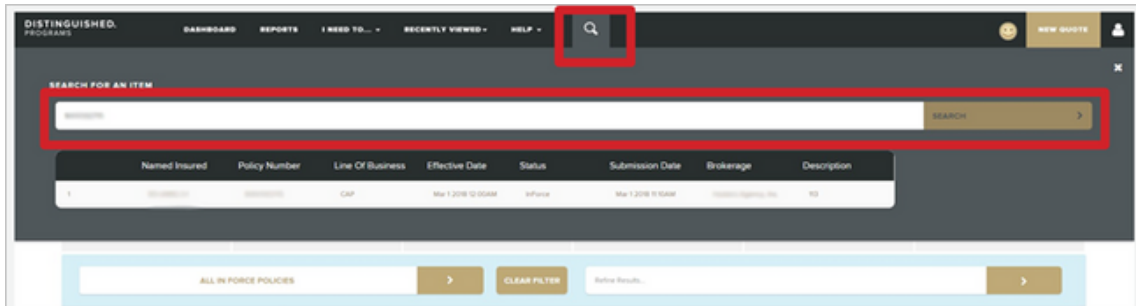 DISTINGUISHED.
PROGRAMS
DASHBOARD REPORTS I NEED TO... RECENTLY VIEWED HELP NEW QUOTE
SEARCH FOR AN ITEM
SEARCH
Named Insured Policy Number Line Of Business Effective Date Status Submission Date Brokerage Description
1 CAP Mar 1 2018 12:00AM InForce Mar 1 2018 11:10AM
ALL IN FORCE POLICIES CLEAR FILTER Refine Results...